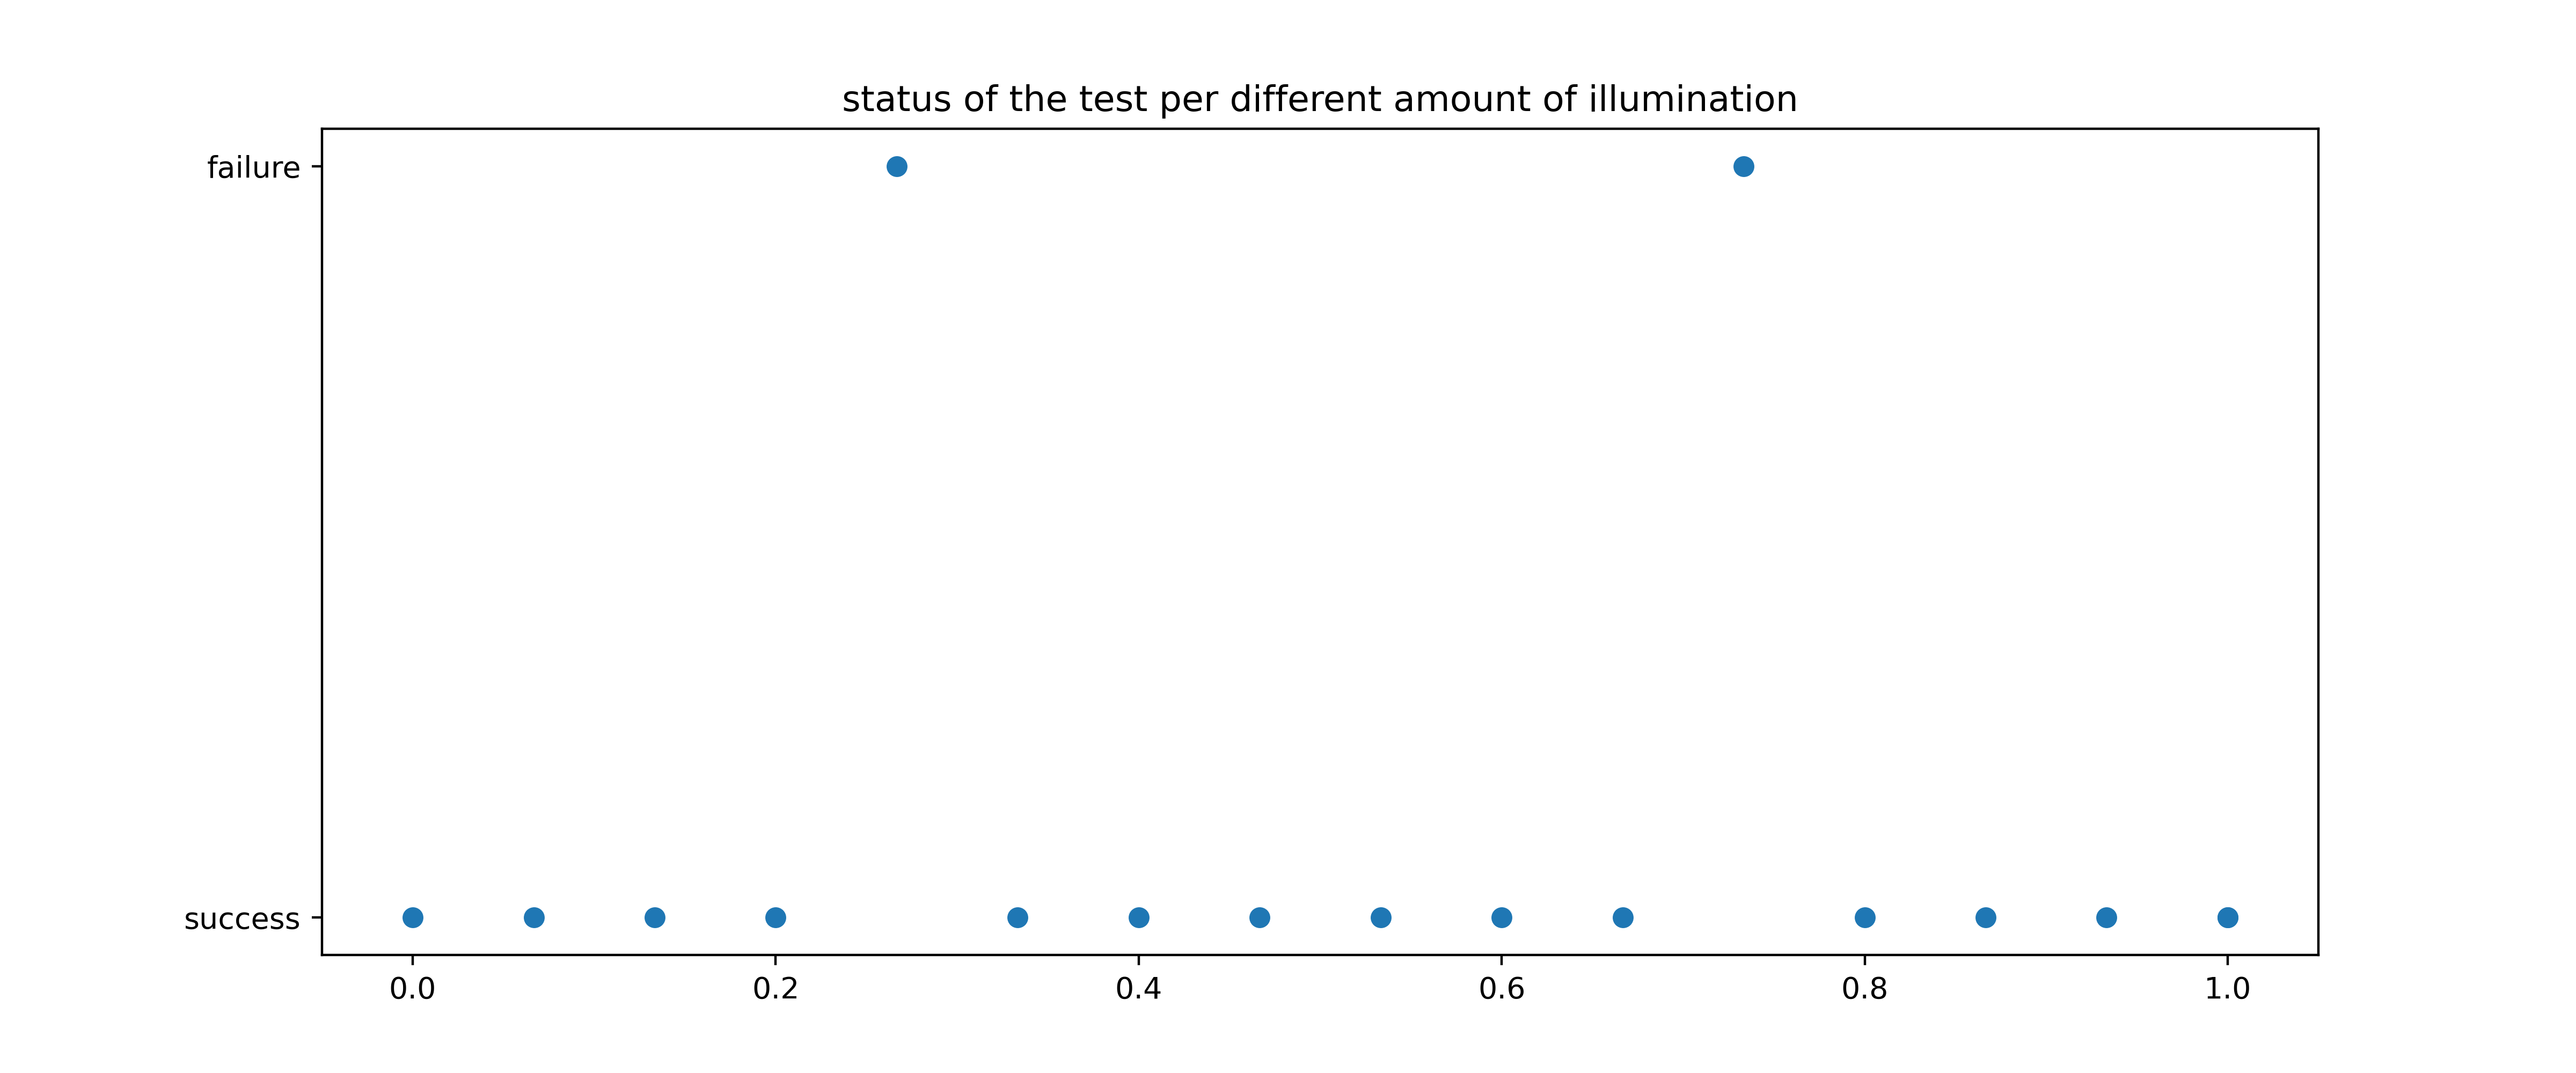 status of the test per different amount of illumination
failure
success
0.0 0.2 0.4 0.6 0.8 1.0